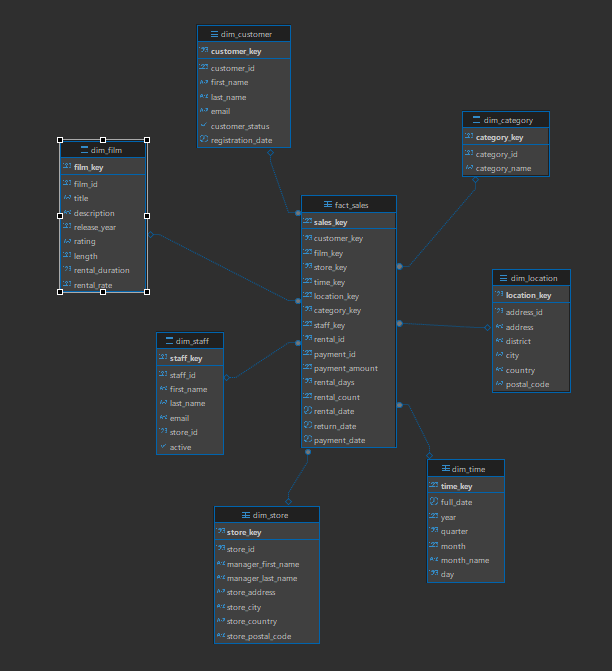 dim_customer
customer_key
customer_id
first_name
last_name
email
customer_status
registration_date
dim_category
category_key
category_id
category_name
dim_film
film_key
film_id
title
description
release_year
rating
length
rental_duration
rental_rate
fact_sales
sales_key
customer_key
film_key
store_key
time_key
location_key
category_key
staff_key
rental_id
payment_id
payment_amount
rental_days
rental_count
rental_date
return_date
payment_date
dim_location
location_key
address_id
address
district
city
country
postal_code
dim_staff
staff_key
staff_id
first_name
last_name
email
store_id
active
dim_time
time_key
full_date
year
quarter
month
month_name
day
dim_store
store_key
store_id
manager_first_name
manager_last_name
store_address
store_city
store_country
store_postal_code